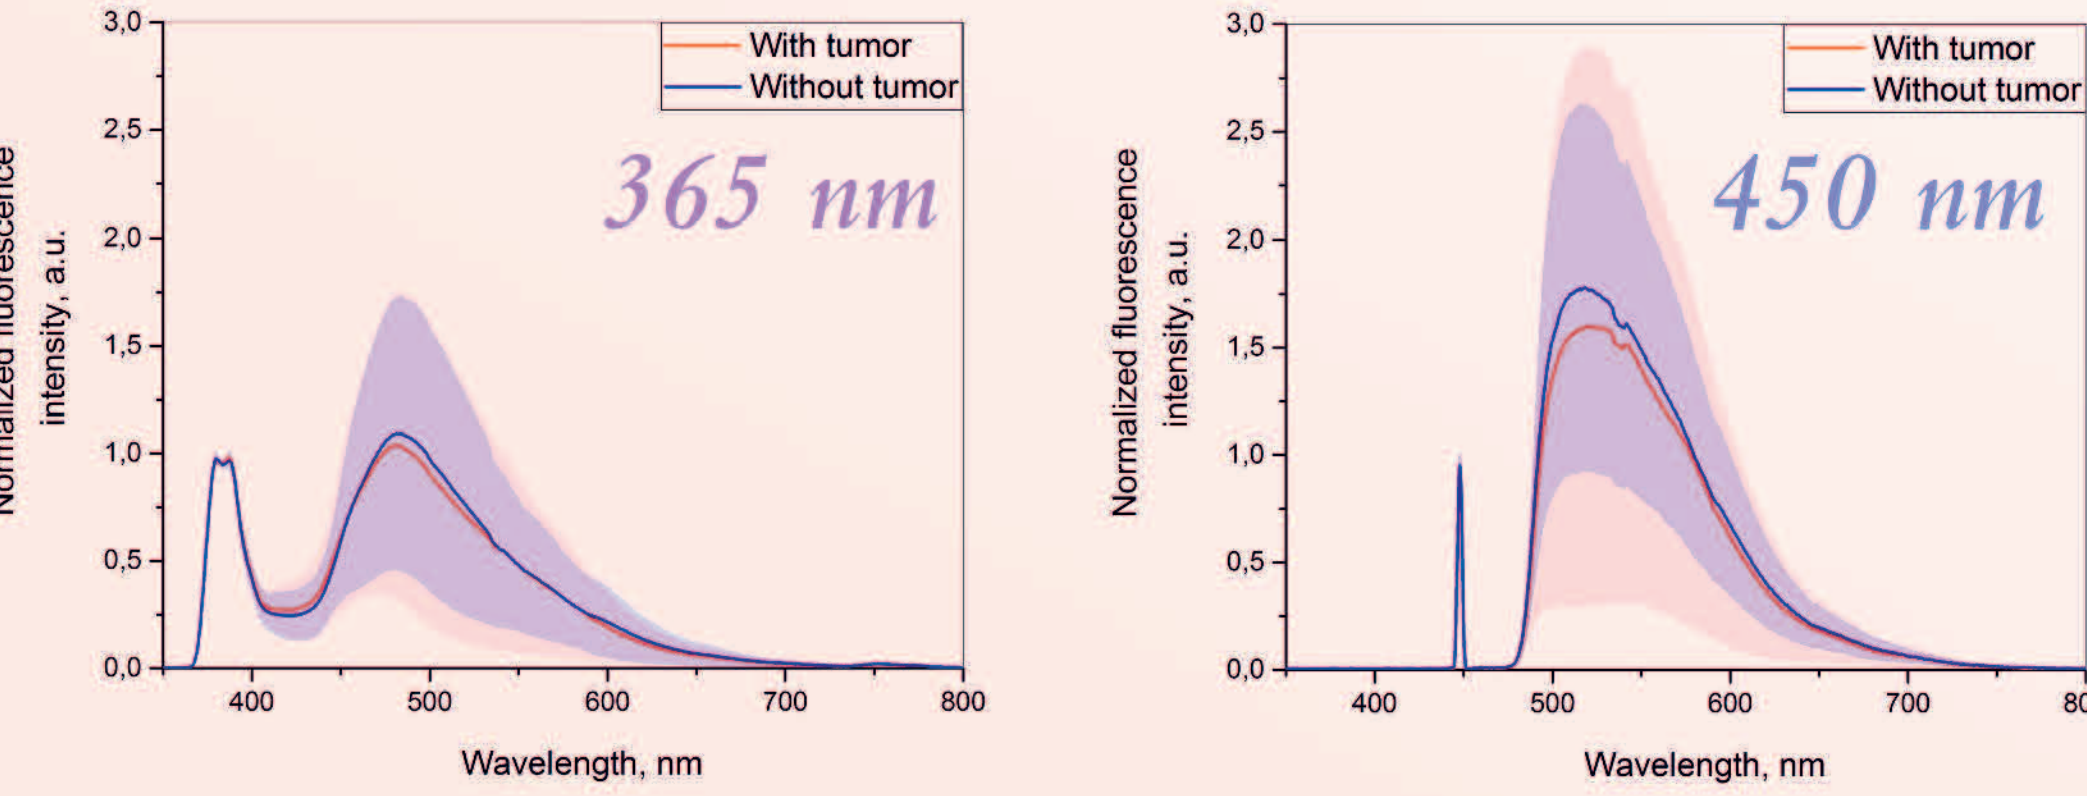 3,0
With tumor
Without tumor
2,5
365 nm
2,0
1,5
1,0
0,5
0,0
400 500 600 700 800
Normalized fluorescence
intensity, a.u.
Wavelength, nm
3,0
With tumor
Without tumor
2,5
450 nm
2,0
1,5
1,0
0,5
0,0
400 500 600 700
Normalized fluorescence
intensity, a.u.
Wavelength, nm